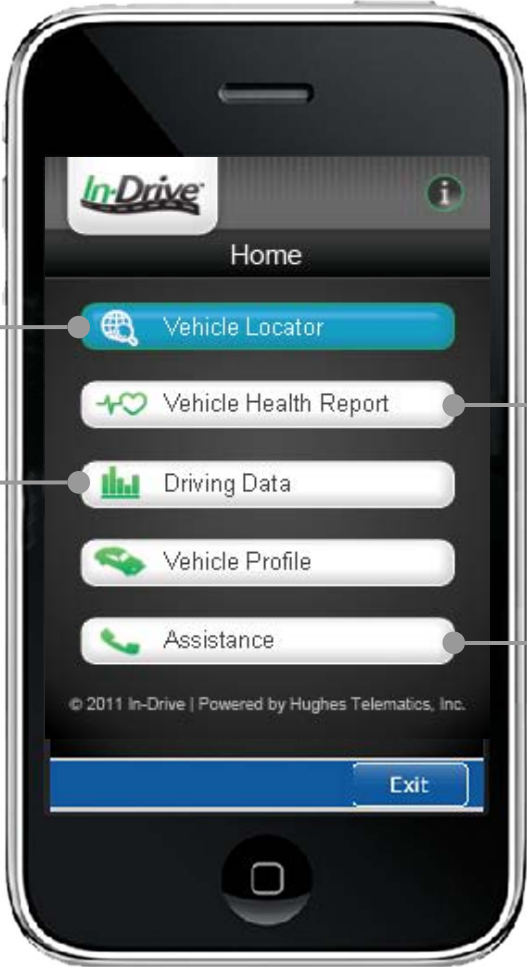 In-Drive
i
Home
Vehicle Locator
Vehicle Health Report
Driving Data
Vehicle Profile
Assistance
© 2011 In-Drive | Powered by Hughes Telematics, Inc.
Exit